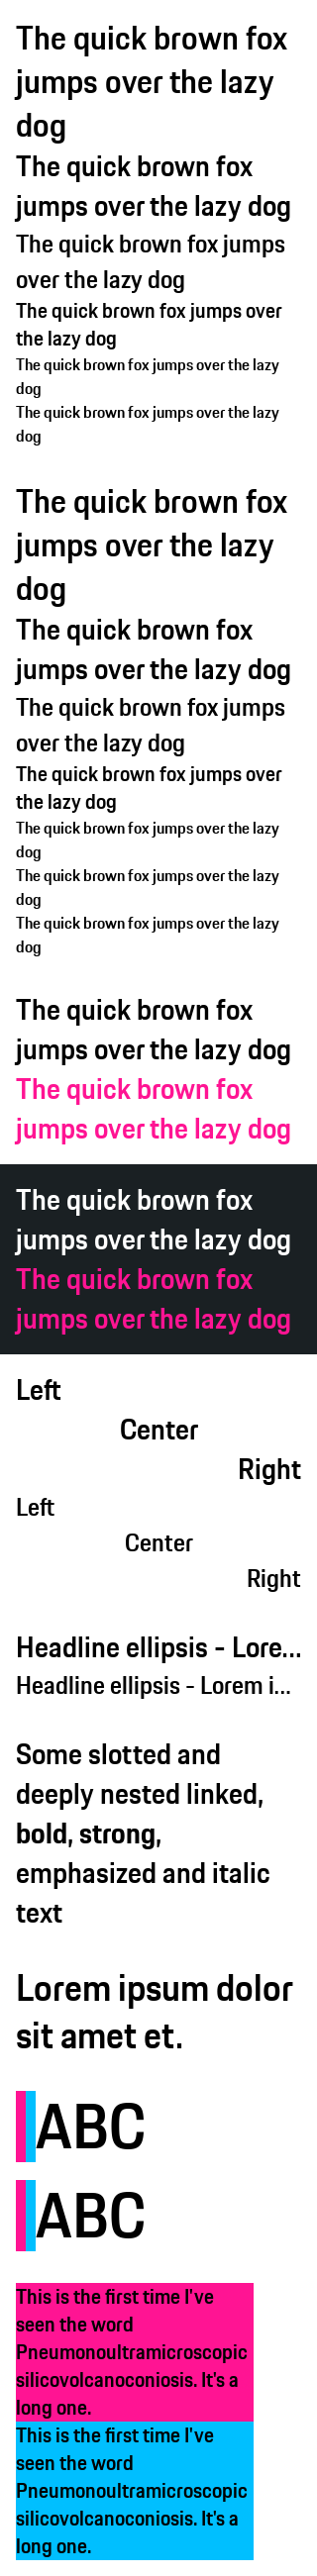 The quick brown fox
jumps over the lazy
dog
The quick brown fox
jumps over the lazy dog
The quick brown fox jumps
over the lazy dog
The quick brown fox jumps over
the lazy dog
The quick brown fox jumps over the lazy
dog
The quick brown fox jumps over the lazy
dog
The quick brown fox
jumps over the lazy
dog
The quick brown fox
jumps over the lazy dog
The quick brown fox jumps
over the lazy dog
The quick brown fox jumps over
the lazy dog
The quick brown fox jumps over the lazy
dog
The quick brown fox jumps over the lazy
dog
The quick brown fox jumps over the lazy
dog
The quick brown fox
jumps over the lazy dog
The quick brown fox
jumps over the lazy dog
The quick brown fox
jumps over the lazy dog
The quick brown fox
jumps over the lazy dog
Left
Center
Right
Left
Center
Right
Headline ellipsis - Lore...
Headline ellipsis - Lorem i...
Some slotted and
deeply nested linked,
bold, strong,
emphasized and italic
text
Lorem ipsum dolor
sit amet et.
ABC
ABC
This is the first time I've
seen the word
Pneumonoultramicroscopic
silicovolcanoconiosis. It's a
long one.
This is the first time I've
seen the word
Pneumonoultramicroscopic
silicovolcanoconiosis. It's a
long one.